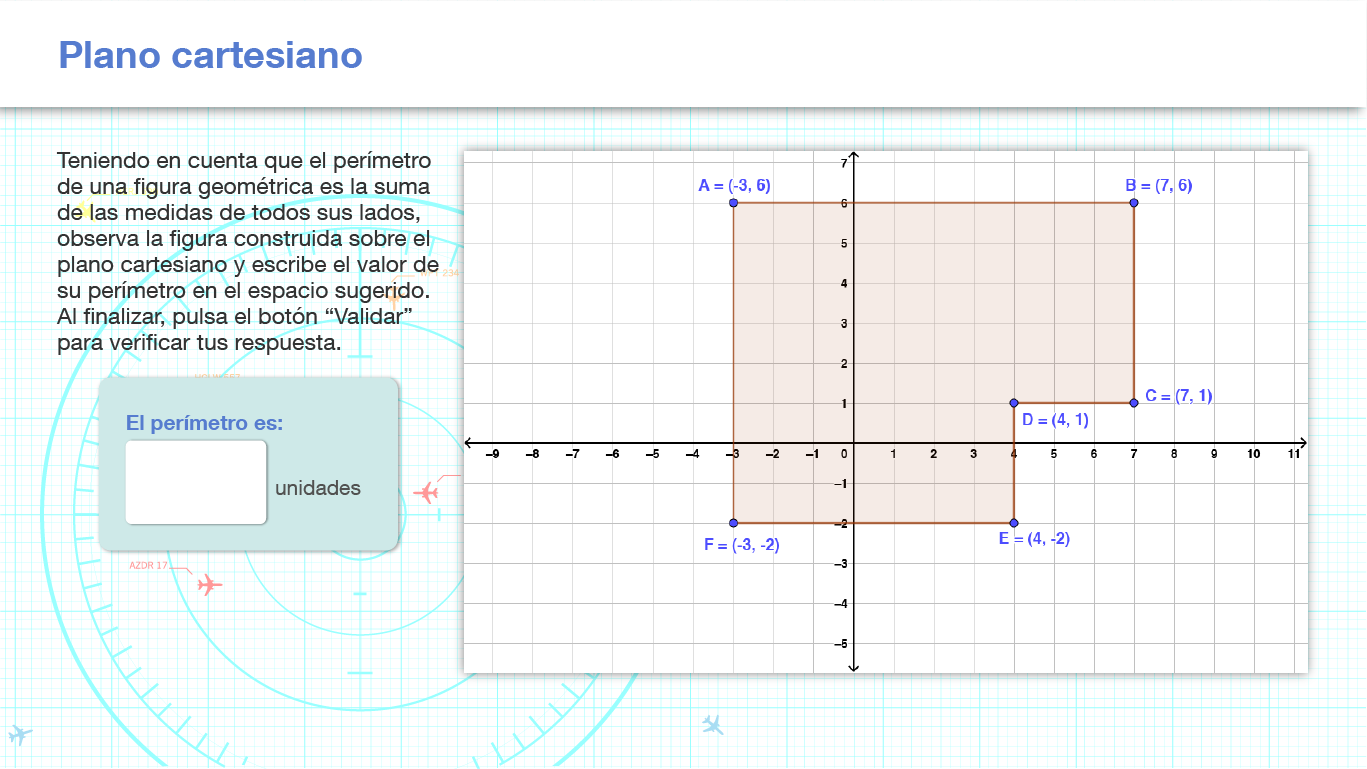 Plano cartesiano
Teniendo en cuenta que el perímetro
de una figura geométrica es la suma
de las medidas de todos sus lados,
observa la figura construida sobre el
plano cartesiano y escribe el valor de
su perímetro en el espacio sugerido.
Al finalizar, pulsa el botón “Validar”
para verificar tus respuesta.
El perímetro es:
unidades
AZDR 17
234
7
A = (-3, 6)
B = (7, 6)
6
5
4
3
2
1
C = (7, 1)
D = (4, 1)
–9 –8 –7 –6 –5 –4 –3 –2 –1 0 1 2 3 4 5 6 7 8 9 10 11
–1
–2
F = (-3, -2)
E = (4, -2)
–3
–4
–5